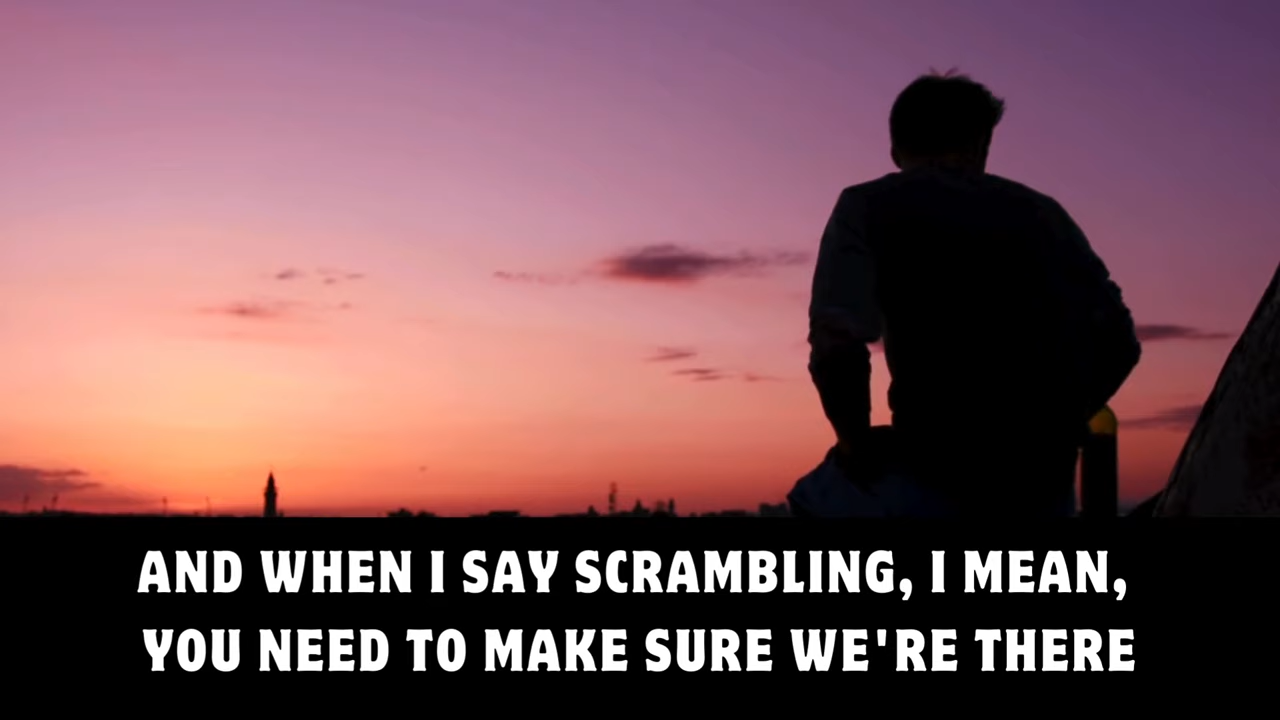 AND WHEN I SAY SCRAMBLING, I MEAN,
YOU NEED TO MAKE SURE WE'RE THERE